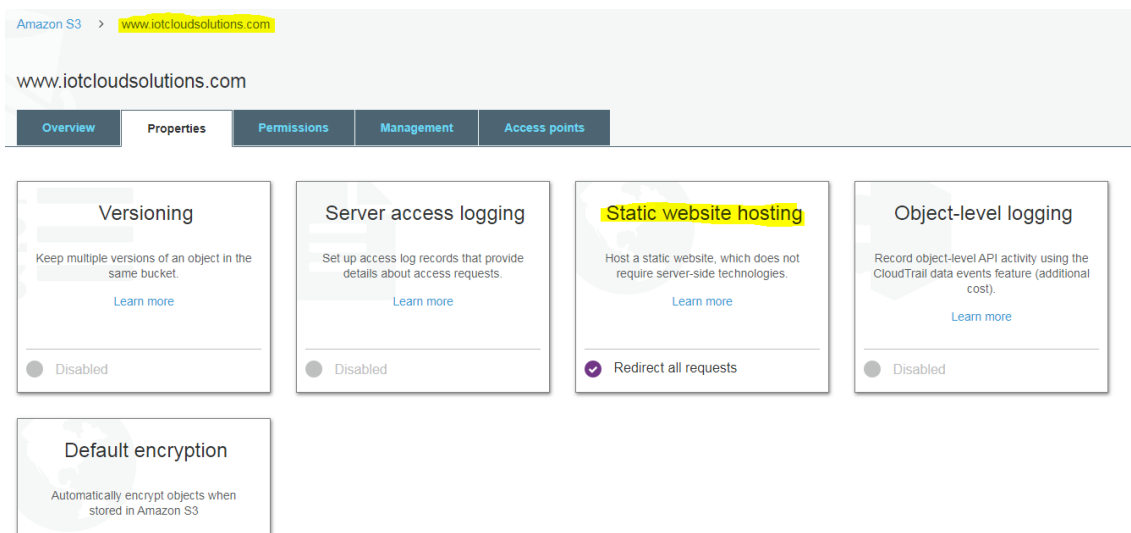 Amazon S3 > www.iotcloudsolutions.com
www.iotcloudsolutions.com
Overview Properties Permissions Management Access points
Versioning
Keep multiple versions of an object in the
same bucket.
Learn more
Disabled
Server access logging
Set up access log records that provide
details about access requests.
Learn more
Disabled
Static website hosting
Host a static website, which does not
require server-side technologies.
Learn more
Redirect all requests
Object-level logging
Record object-level API activity using the
CloudTrail data events feature (additional
cost).
Learn more
Disabled
Default encryption
Automatically encrypt objects when
stored in Amazon S3